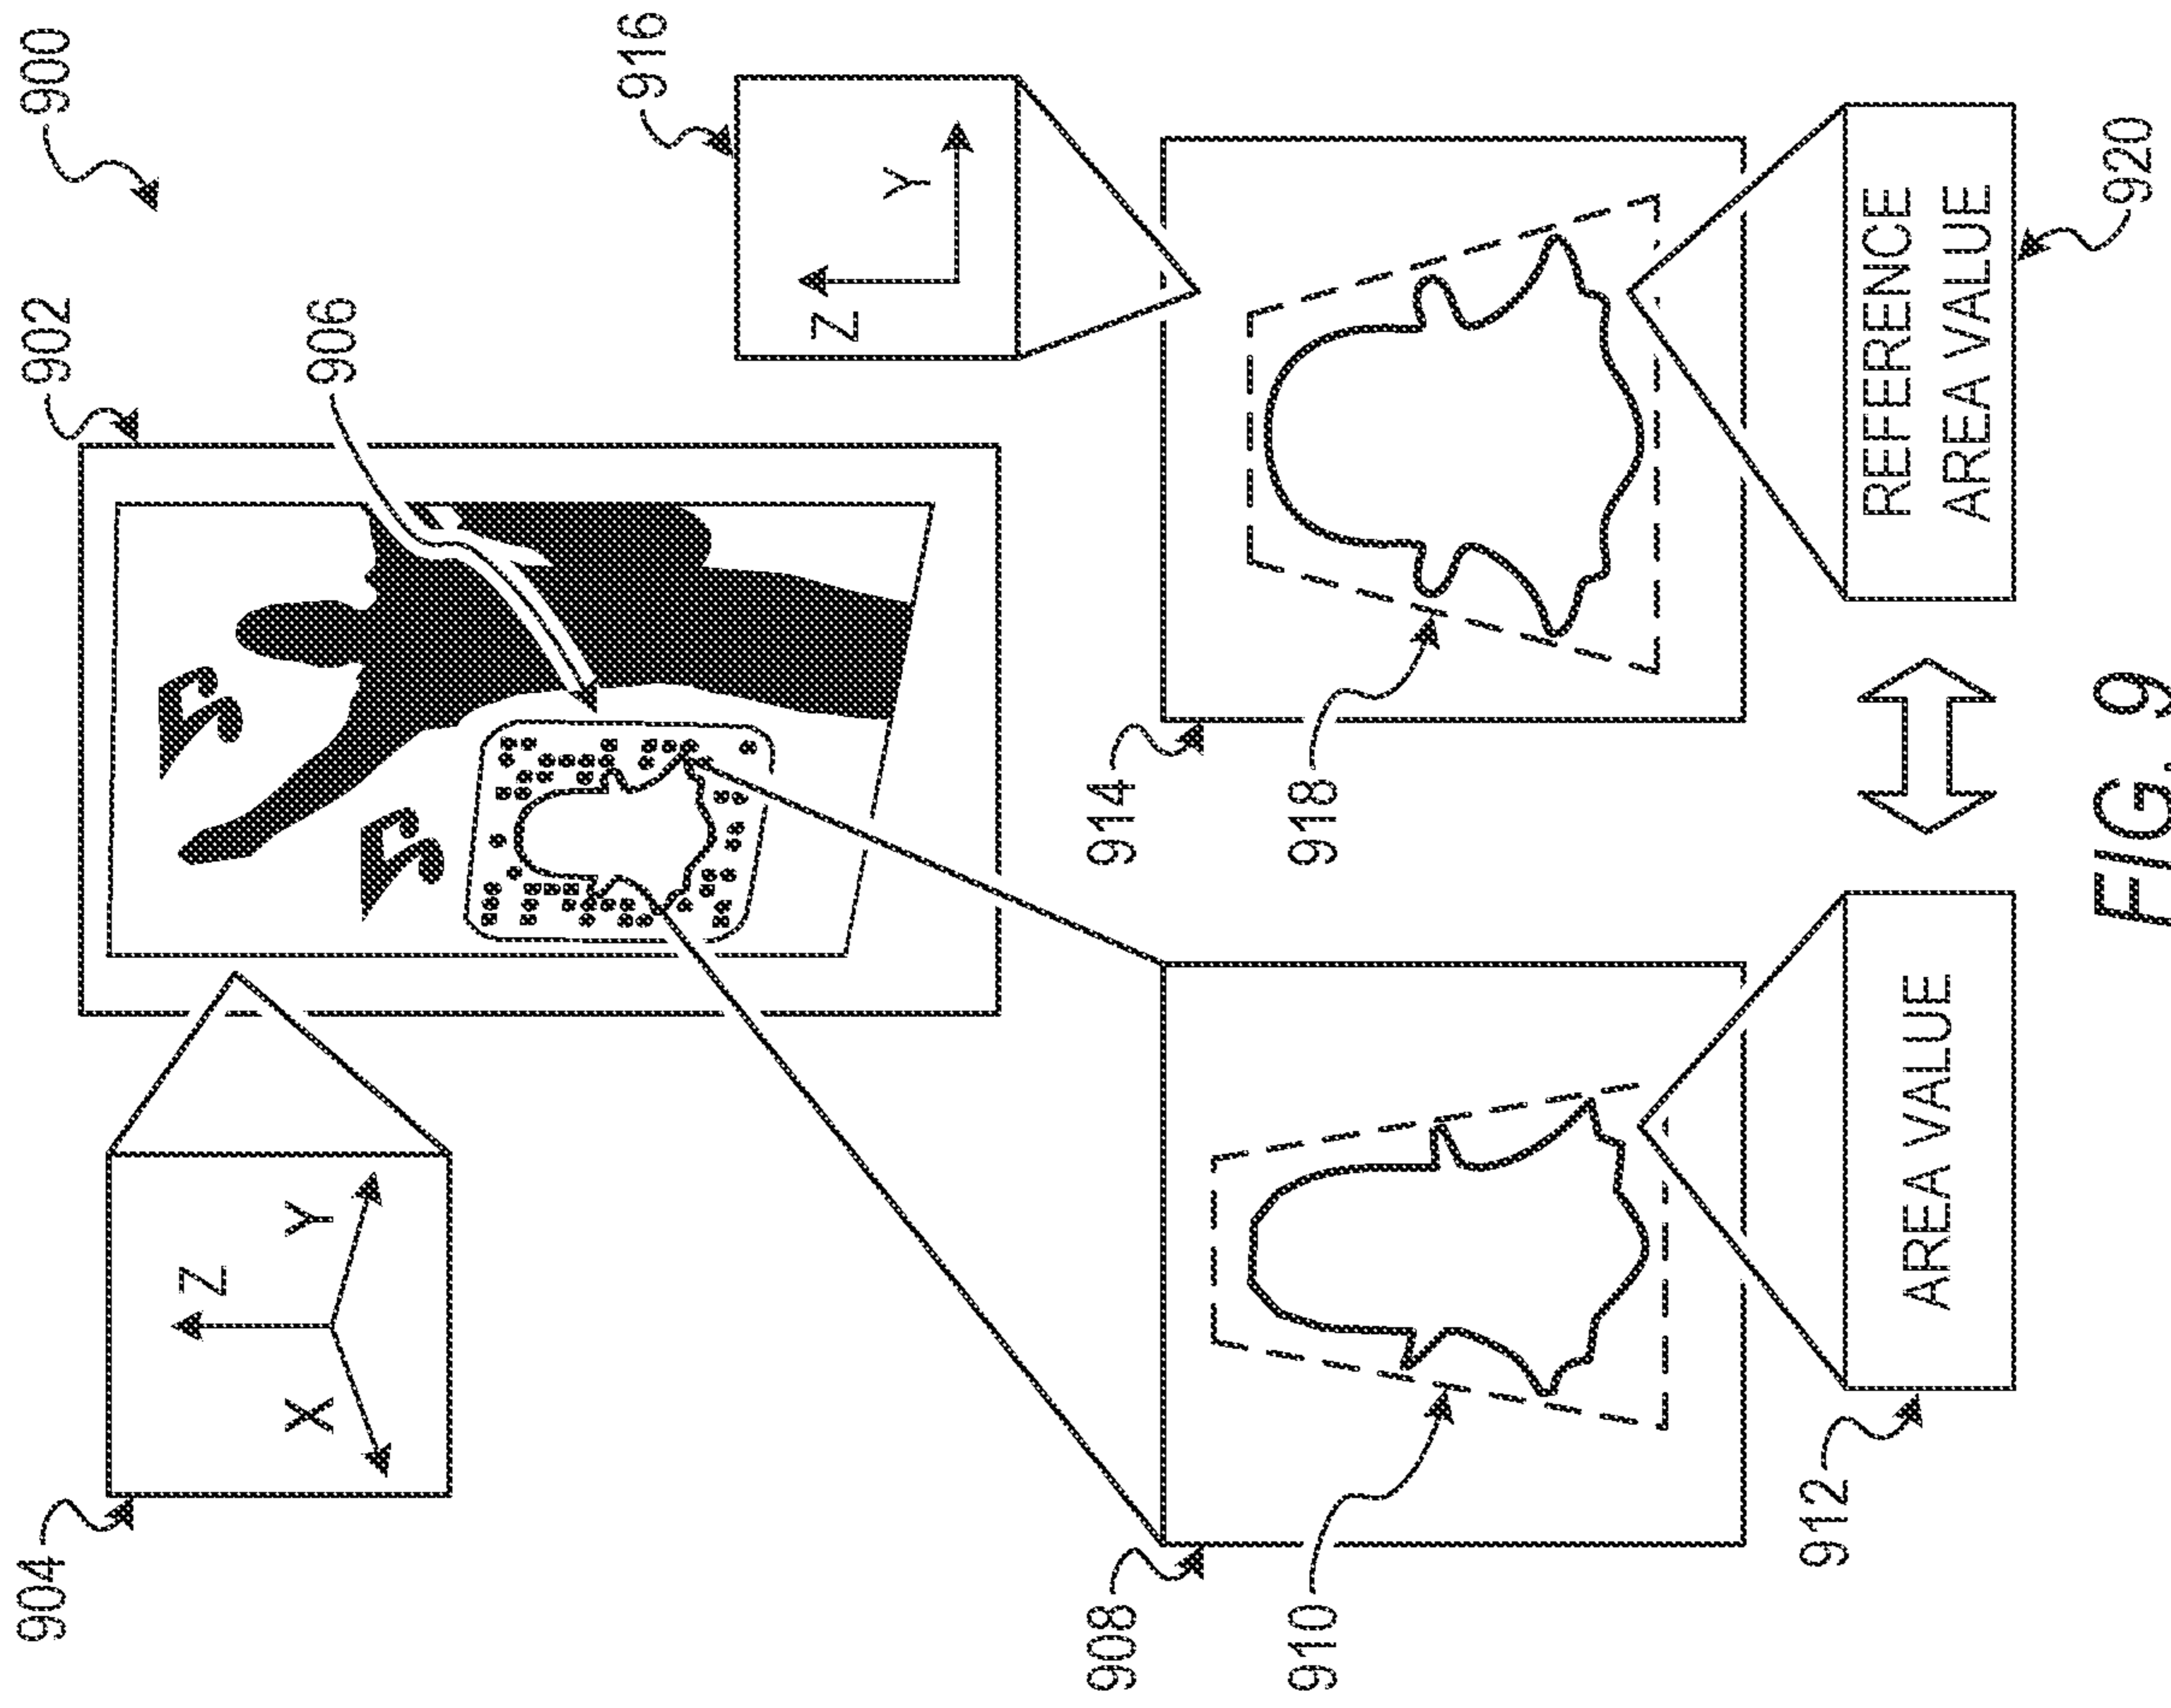 904
902
900
Z
X Y
906
916
Z
Y
908
914
910
918
912
AREA VALUE
REFERENCE
AREA VALUE
920
FIG. 9